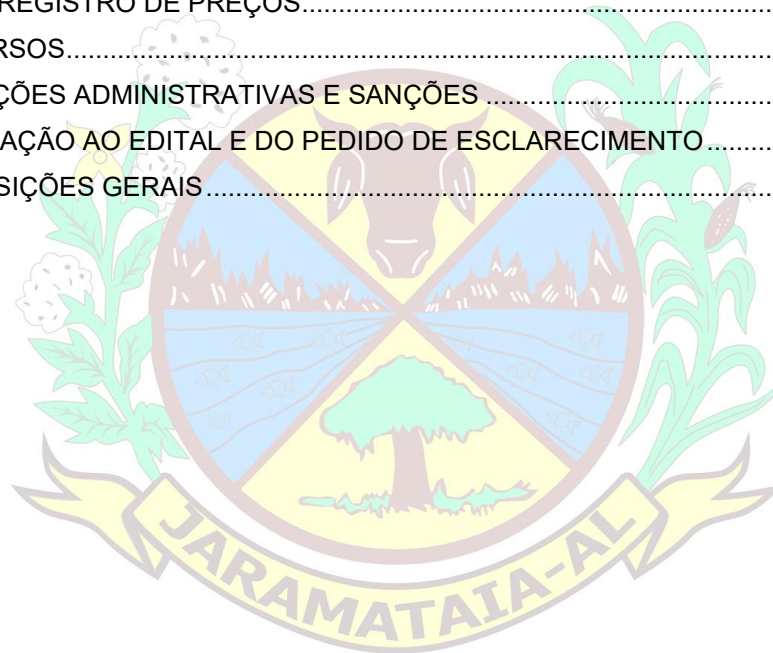 REGISTRO DE PREÇOS
RSOS
ÇÕES ADMINISTRATIVAS E SANÇÕES
AÇÃO AO EDITAL E DO PEDIDO DE ESCLARECIMENTO
SIÇÕES GERAIS
JARAMATAIA-AL